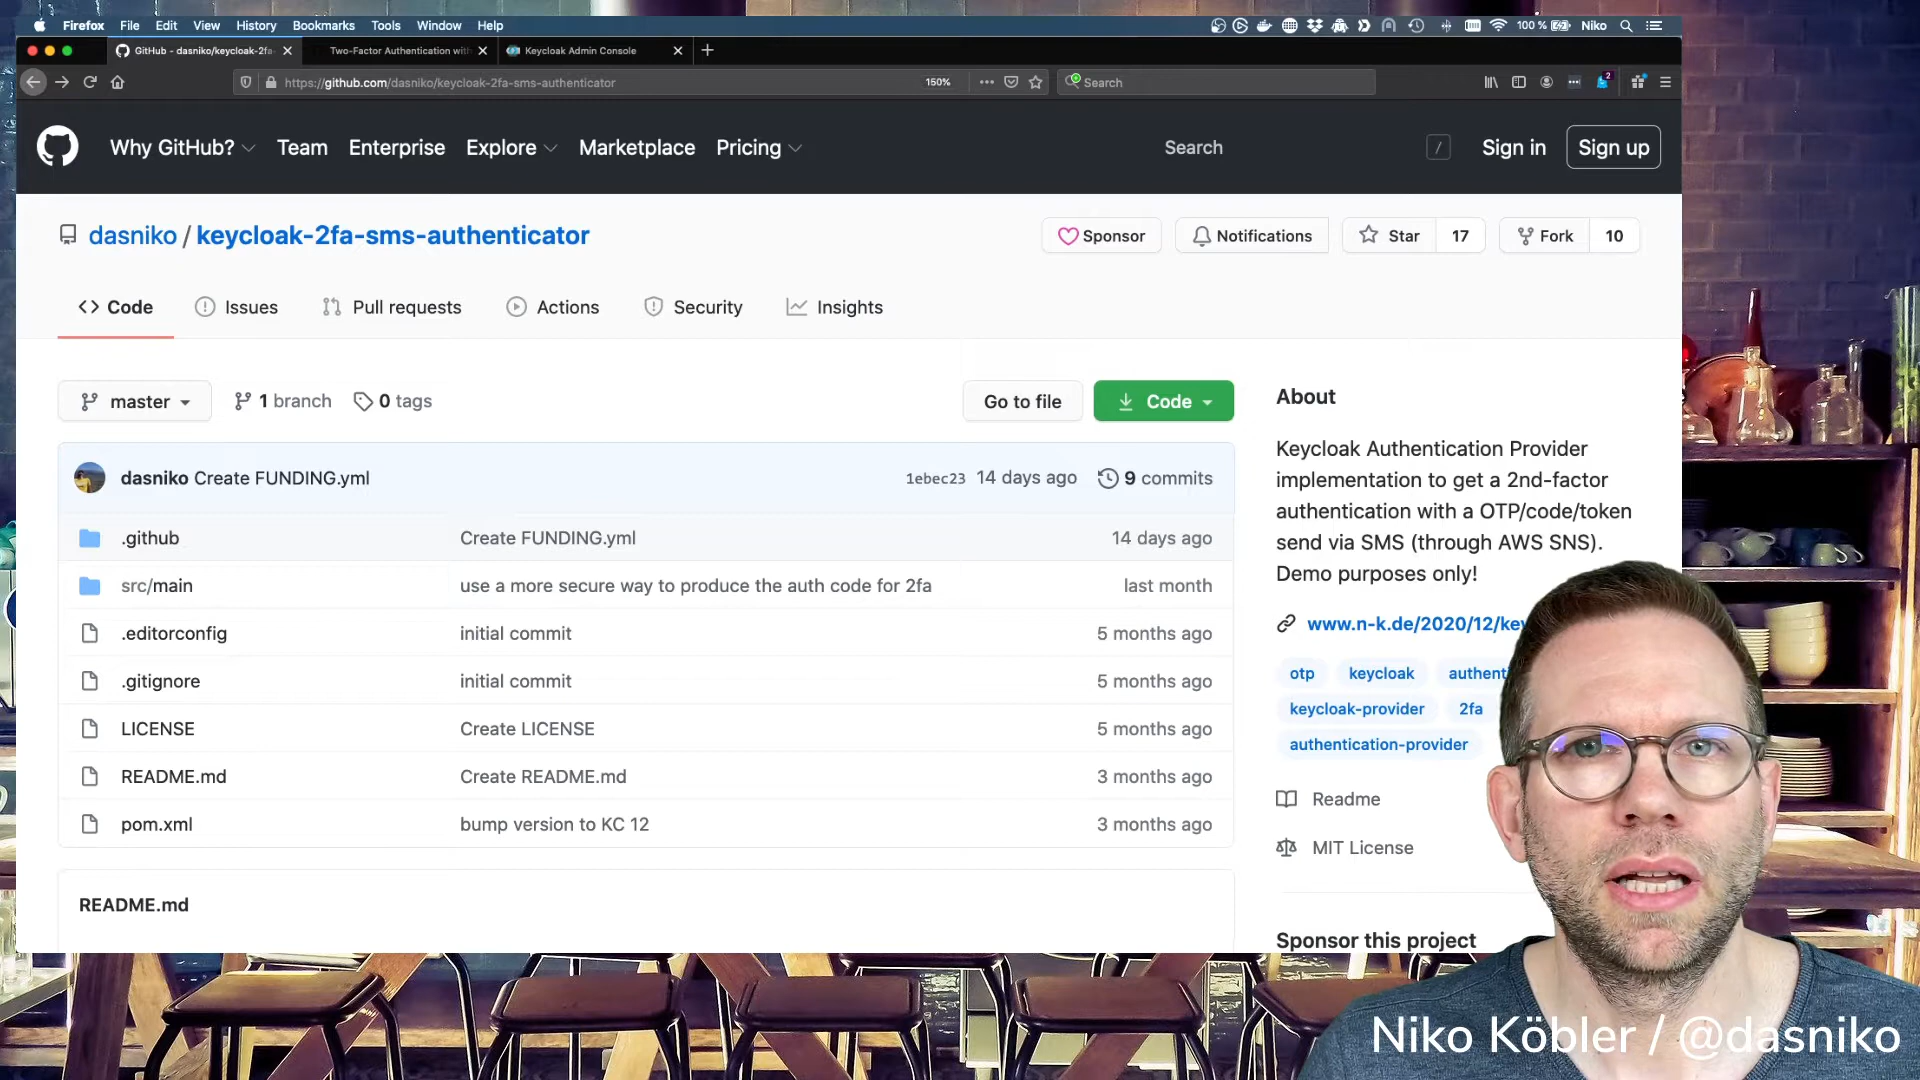 Firefox File Edit View History Bookmarks Tools Window Help 100 % Niko
GitHub - dasniko/keycloak-2fa- Two-Factor Authentication with Keycloak Admin Console
https://github.com/dasniko/keycloak-2fa-sms-authenticator 150% Search 2
Why GitHub? Team Enterprise Explore Marketplace Pricing Search / Sign in Sign up
dasniko / keycloak-2fa-sms-authenticator Sponsor Notifications Star 17 Fork 10
Code Issues Pull requests Actions Security Insights
master 1 branch 0 tags Go to file Code
dasniko Create FUNDING.yml 1ebec23 14 days ago 9 commits
.github Create FUNDING.yml 14 days ago
src/main use a more secure way to produce the auth code for 2fa last month
.editorconfig initial commit 5 months ago
.gitignore initial commit 5 months ago
LICENSE Create LICENSE 5 months ago
README.md Create README.md 3 months ago
pom.xml bump version to KC 12 3 months ago
README.md
About
Keycloak Authentication Provider
implementation to get a 2nd-factor
authentication with a OTP/code/token
send via SMS (through AWS SNS).
Demo purposes only!
www.n-k.de/2020/12/key
otp keycloak authenti
keycloak-provider 2fa
authentication-provider
Readme
MIT License
Sponsor this project
Niko Köbler / @dasniko